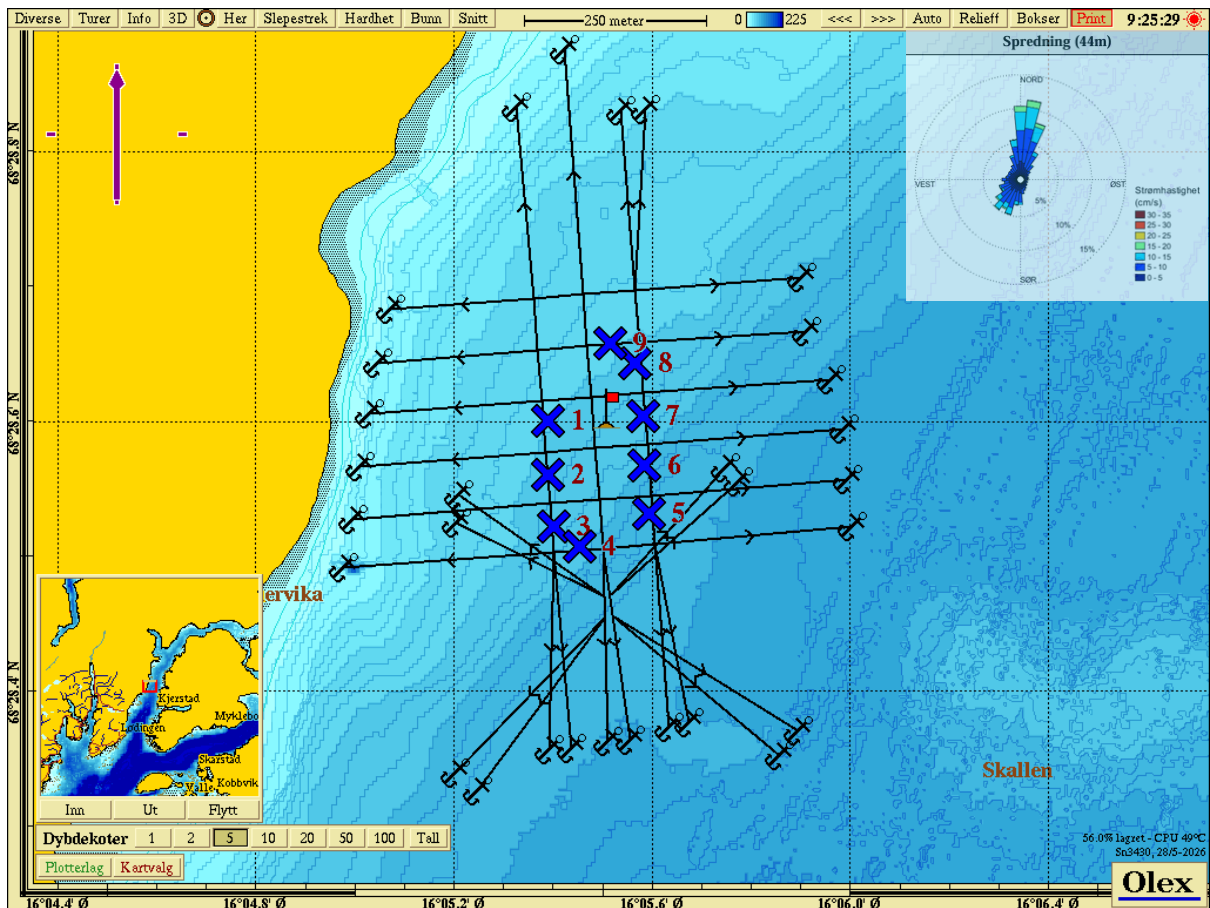 Diverse Turer Info 3D Her Slepestrek Hardhet Bunn Snitt 250 meter 0 225 <<< >>> Auto Relieff Bokser Print 9:25:29
Spredning (44m)
NORD
VEST
ØST
SØR
5%
10%
15%
Strømhastighet
(cm/s)
30 - 35
25 - 30
20 - 25
15 - 20
10 - 15
5 - 10
0 - 5
68°28.8' N
68°28.6' N
68°28.4' N
9
8
1
7
2
6
3
5
4
ervika
Skallen
Kjerstad
Myklebo
Lødingen
Skarstad
Kobbvik
Valle
Inn Ut Flytt
Dybdekoter 1 2 5 10 20 50 100 Tall
Plotterlag Kartvalg
56.0% lagret - CPU 49°C
Sn3430, 28/5-2026
Olex
16°04.4' Ø 16°04.8' Ø 16°05.2' Ø 16°05.6' Ø 16°06.0' Ø 16°06.4' Ø